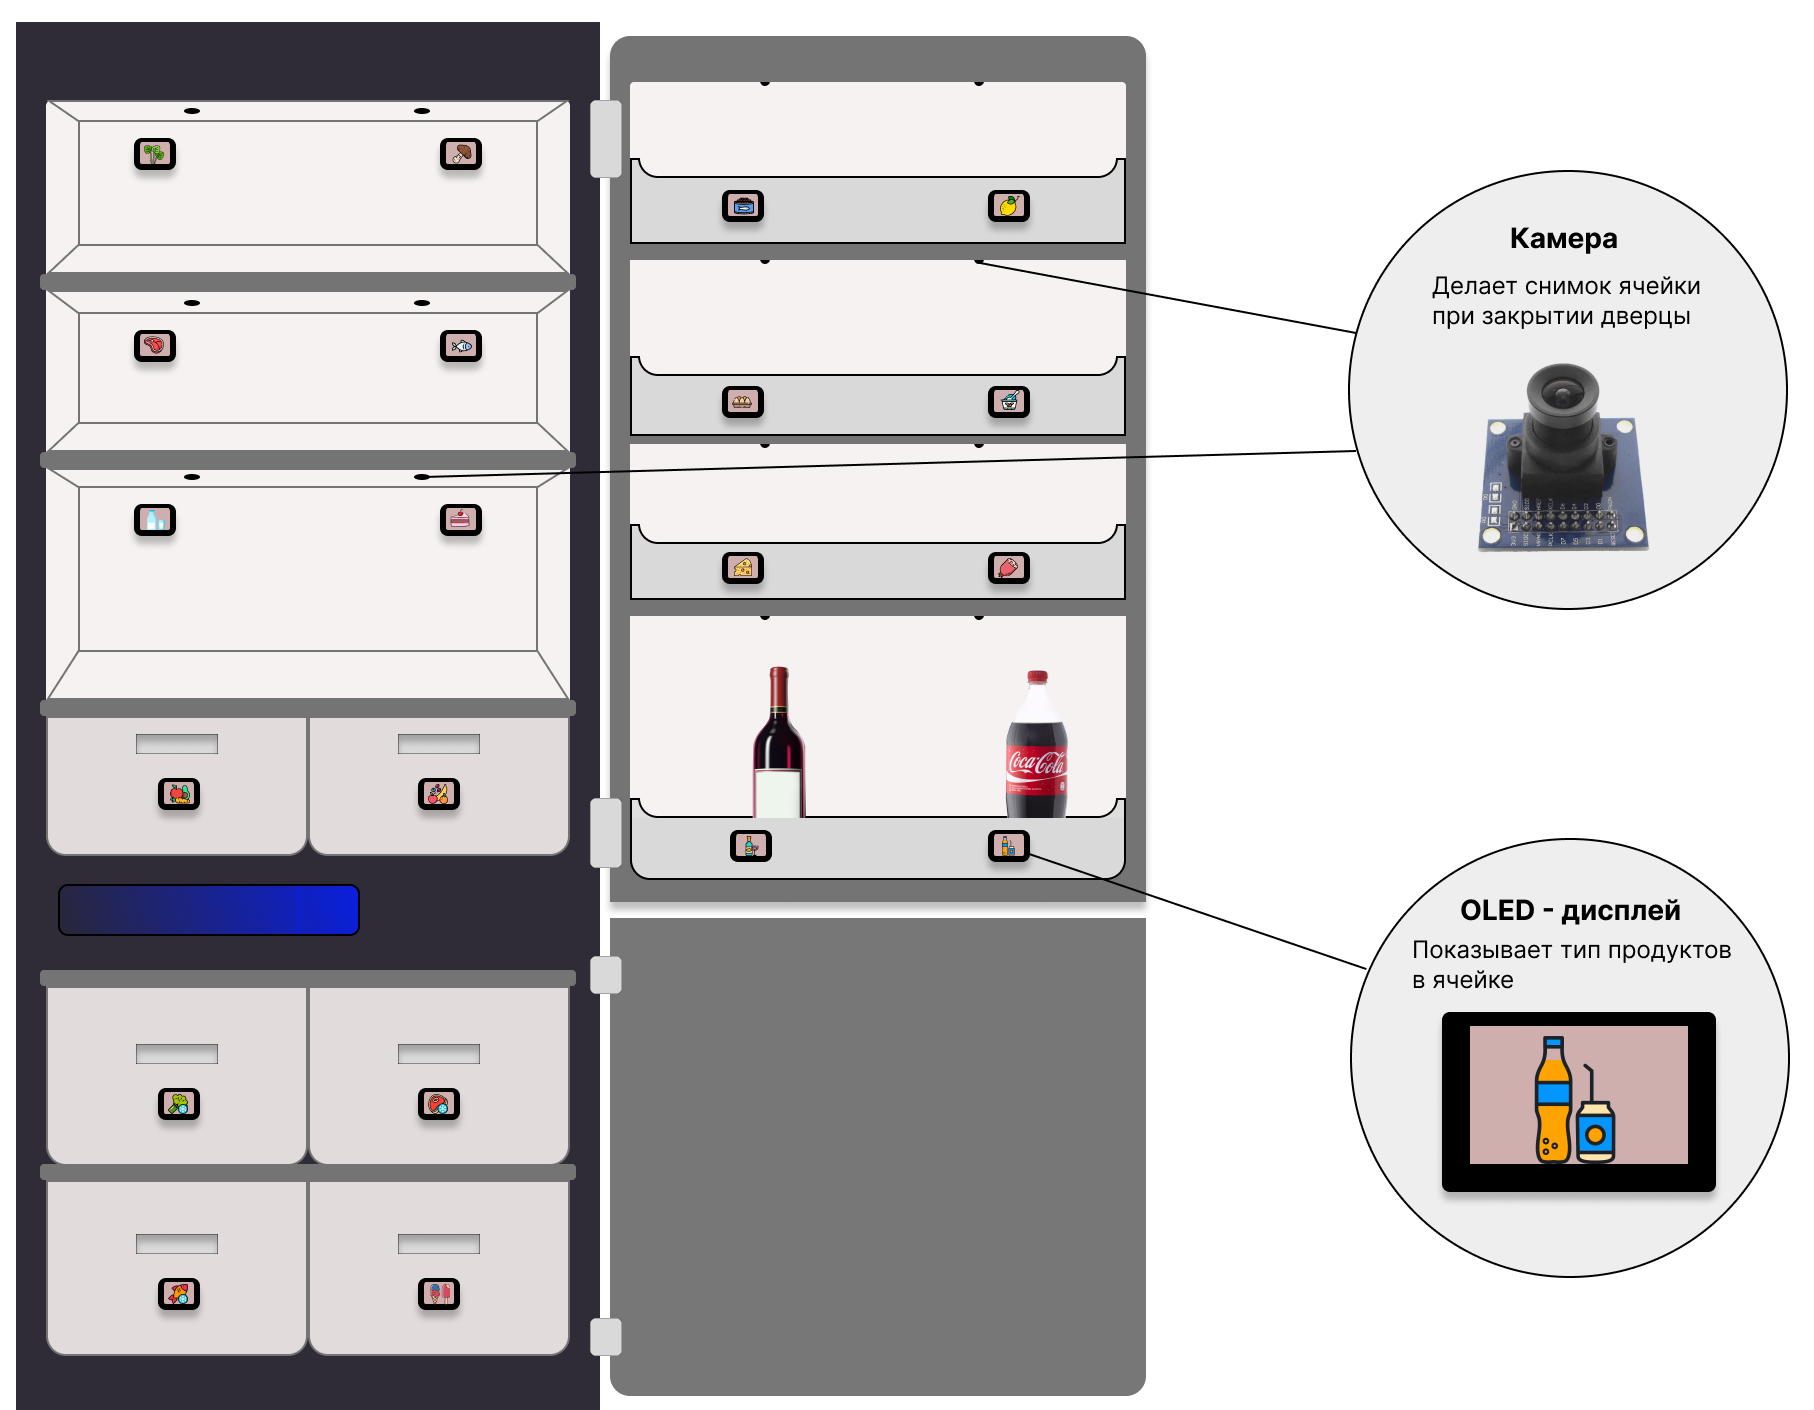 Камера
Делает снимок ячейки
при закрытии дверцы
Coca-Cola
OLED - дисплей
Показывает тип продуктов
в ячейке